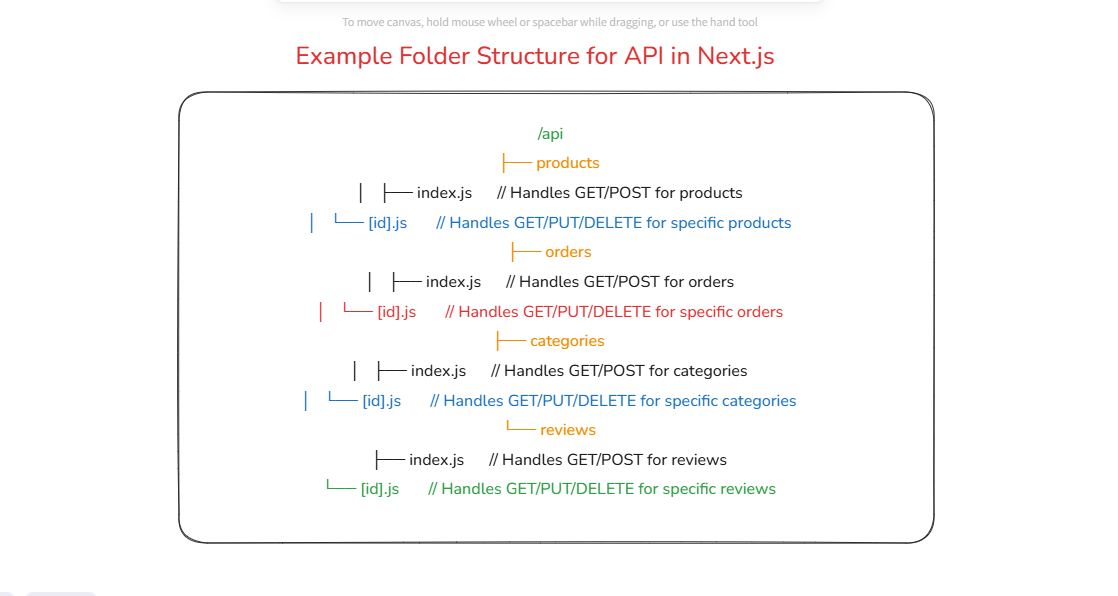 To move canvas, hold mouse wheel or spacebar while dragging, or use the hand tool
Example Folder Structure for API in Next.js
/api
├── products
│   ├── index.js      // Handles GET/POST for products
│   └── [id].js       // Handles GET/PUT/DELETE for specific products
├── orders
│   ├── index.js      // Handles GET/POST for orders
│   └── [id].js       // Handles GET/PUT/DELETE for specific orders
├── categories
│   ├── index.js      // Handles GET/POST for categories
│   └── [id].js       // Handles GET/PUT/DELETE for specific categories
└── reviews
├── index.js      // Handles GET/POST for reviews
└── [id].js       // Handles GET/PUT/DELETE for specific reviews